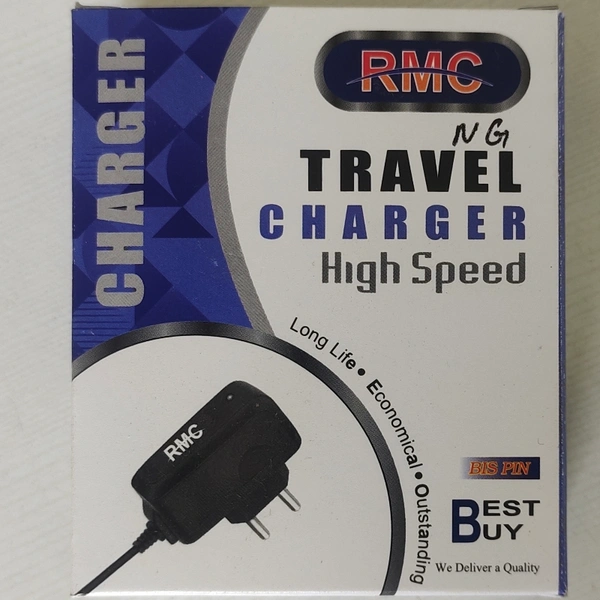 CHARGER
RMC
NG
TRAVEL
CHARGER
High Speed
Long Life • Economical • Outstanding
RMC
BIS PIN
BEST
BUY
We Deliver a Quality